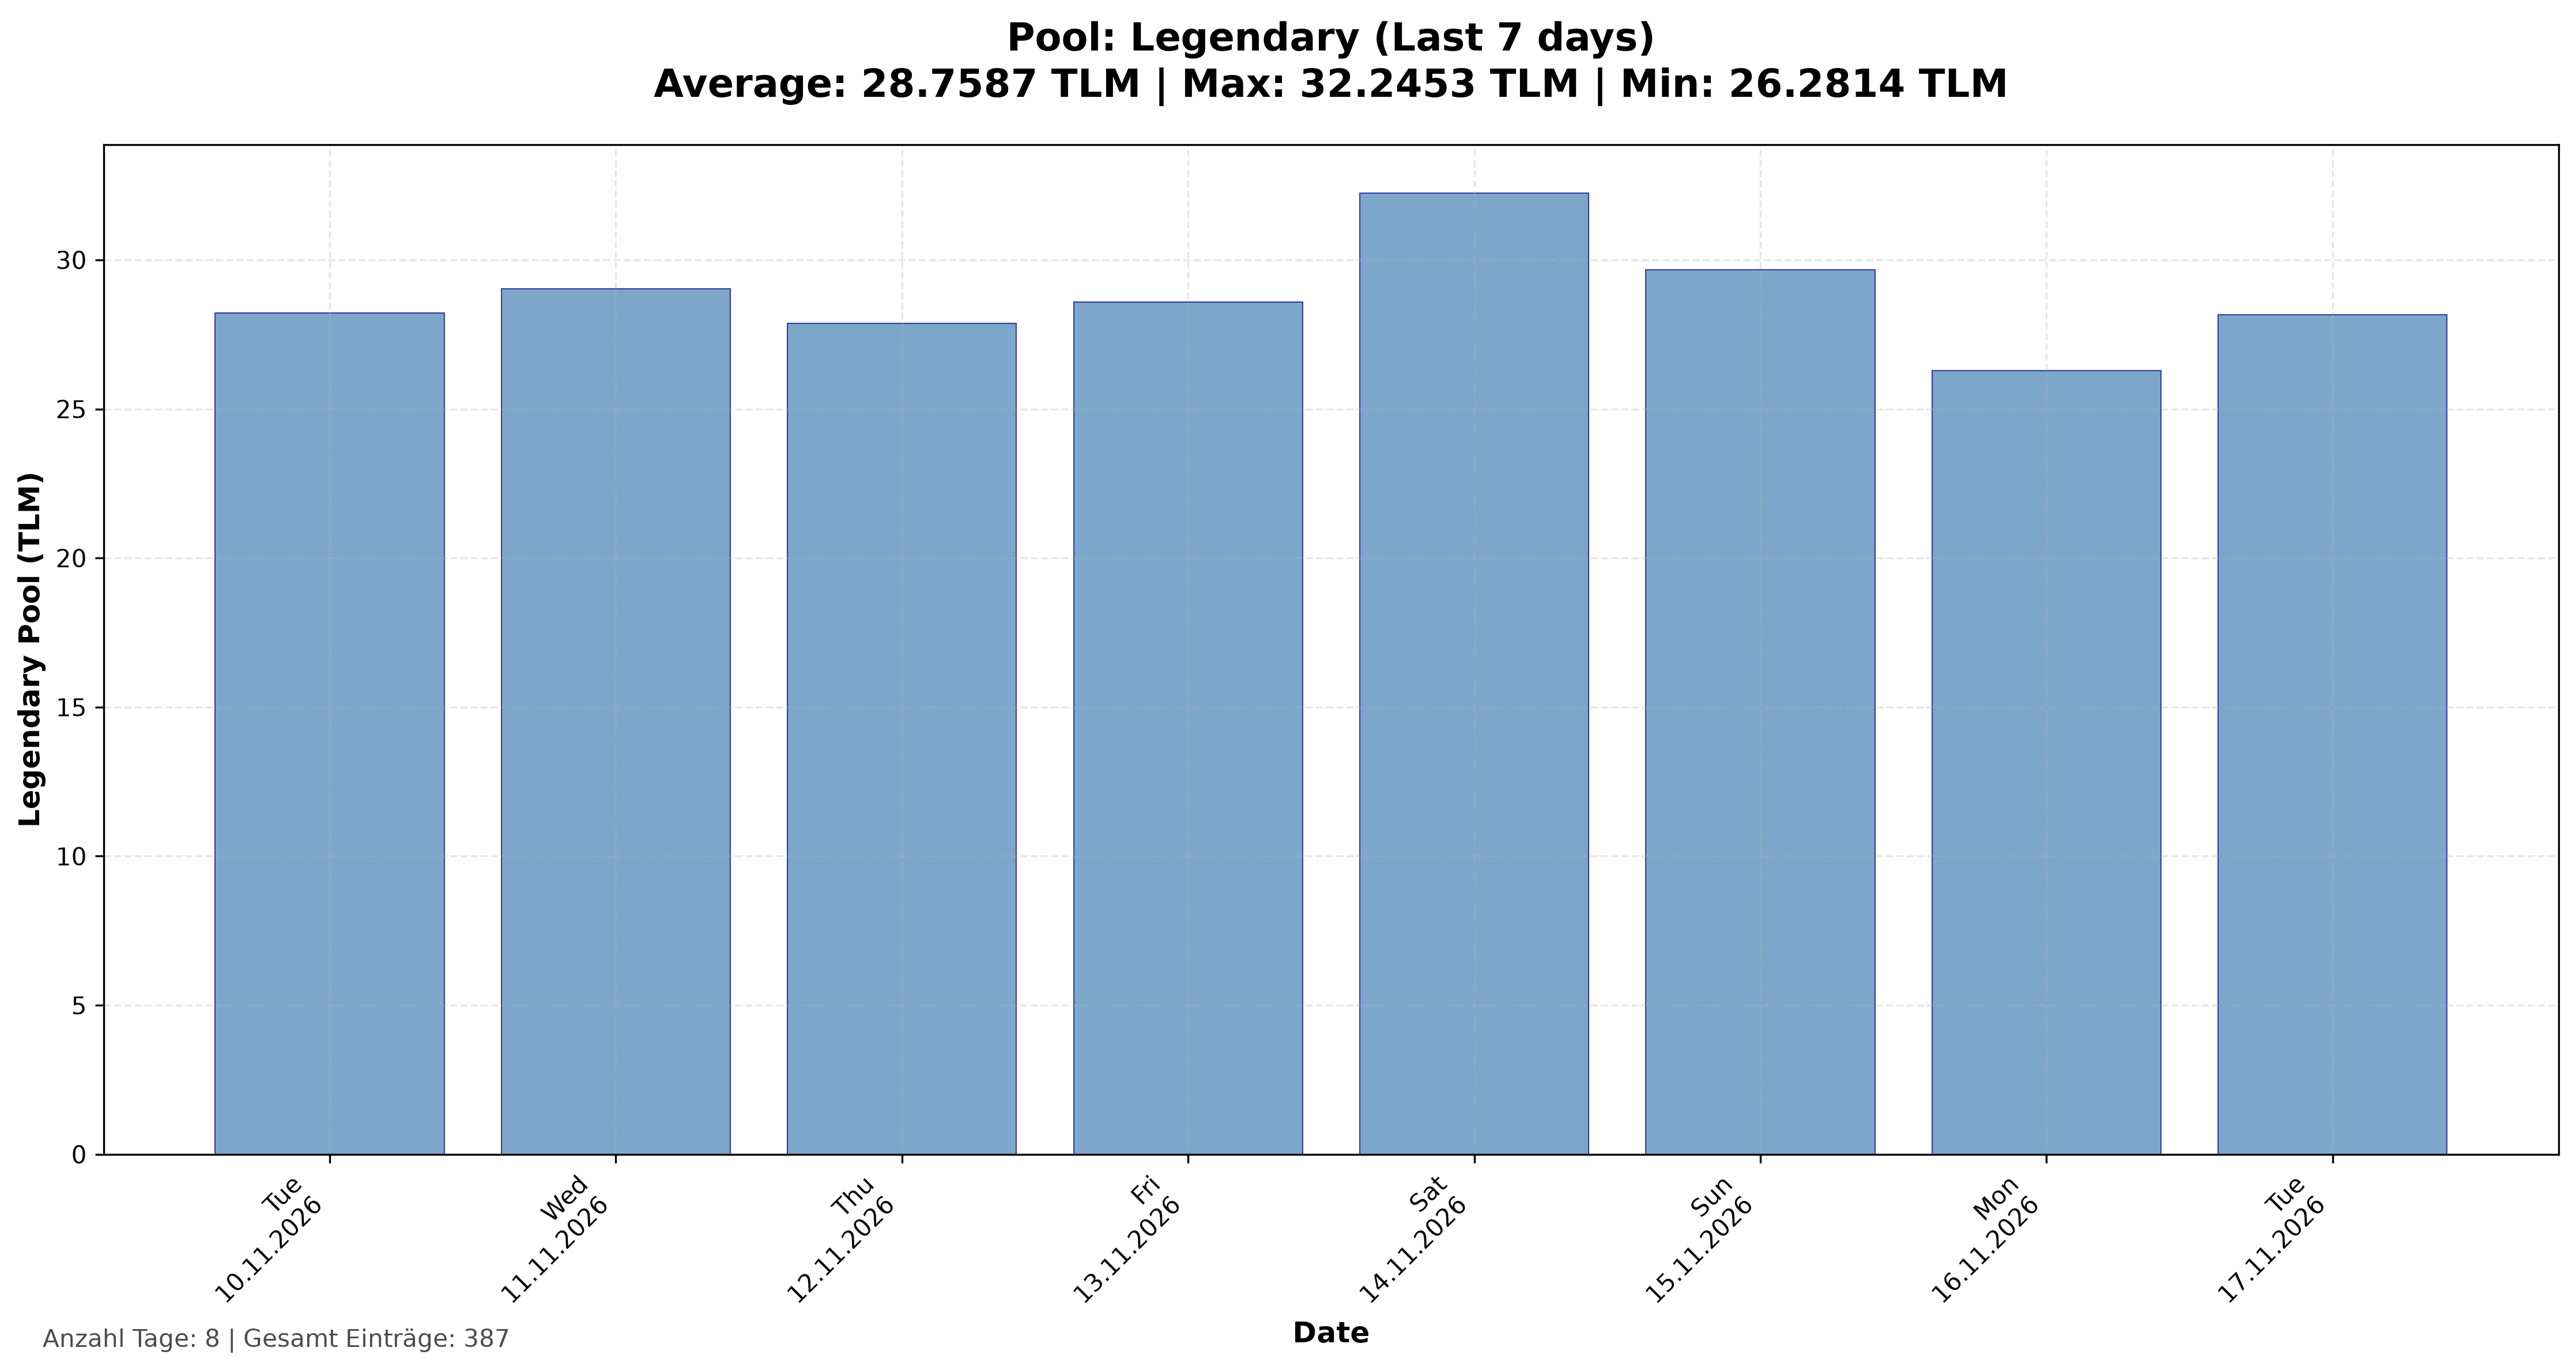 Pool: Legendary (Last 7 days)
Average: 28.7587 TLM | Max: 32.2453 TLM | Min: 26.2814 TLM
Legendary Pool (TLM)
30
25
20
15
10
5
0
Tue
10.11.2026
Wed
11.11.2026
Thu
12.11.2026
Fri
13.11.2026
Sat
14.11.2026
Sun
15.11.2026
Mon
16.11.2026
Tue
17.11.2026
Date
Anzahl Tage: 8 | Gesamt Einträge: 387